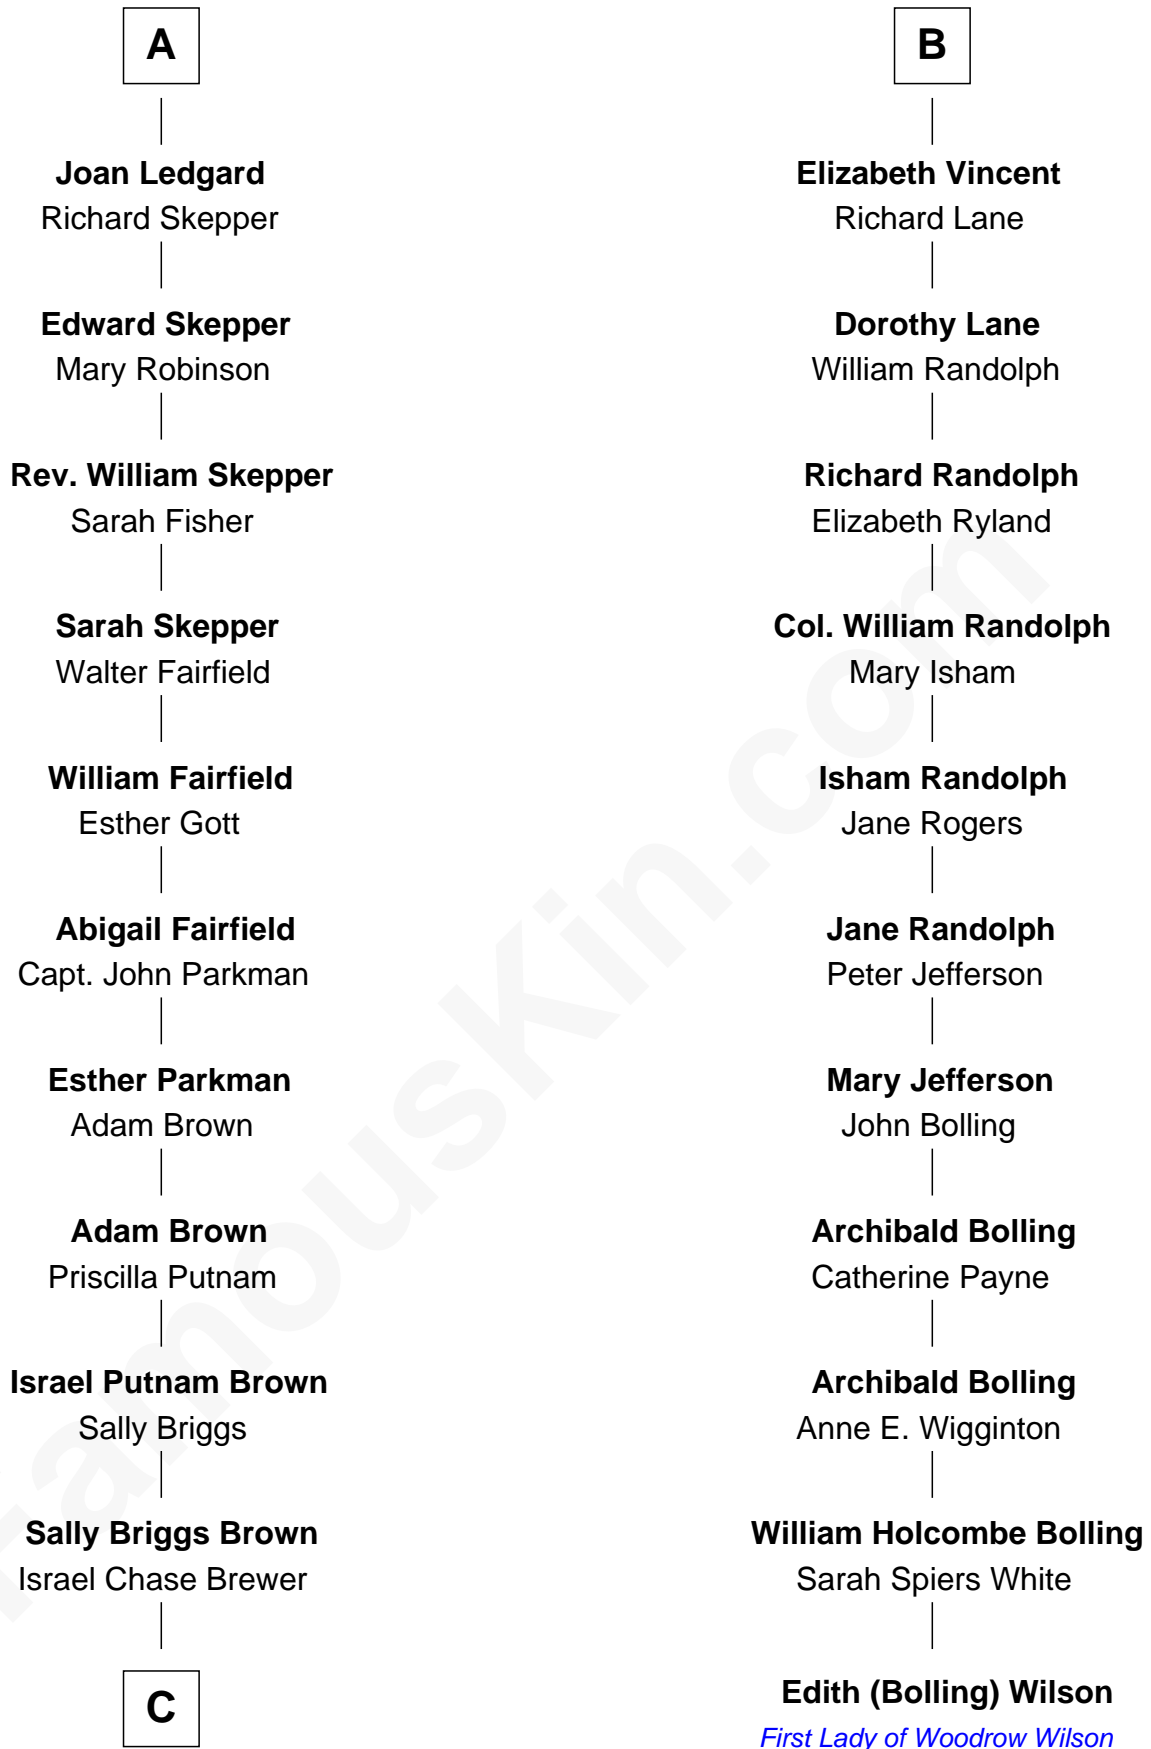 A
Joan Ledgard
Richard Skepper
Edward Skepper
Mary Robinson
Rev. William Skepper
Sarah Fisher
Sarah Skepper
Walter Fairfield
William Fairfield
Esther Gott
Abigail Fairfield
Capt. John Parkman
Esther Parkman
Adam Brown
Adam Brown
Priscilla Putnam
Israel Putnam Brown
Sally Briggs
Sally Briggs Brown
Israel Chase Brewer
C
B
Elizabeth Vincent
Richard Lane
Dorothy Lane
William Randolph
Richard Randolph
Elizabeth Ryland
Col. William Randolph
Mary Isham
Isham Randolph
Jane Rogers
Jane Randolph
Peter Jefferson
Mary Jefferson
John Bolling
Archibald Bolling
Catherine Payne
Archibald Bolling
Anne E. Wigginton
William Holcombe Bolling
Sarah Spiers White
Edith (Bolling) Wilson
First Lady of Woodrow Wilson
FamousKin.com